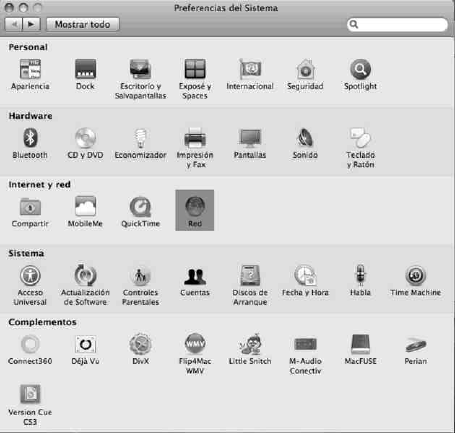 Preferencias del Sistema
Mostrar todo
Personal
Apariencia
Dock
Escritorio y
Salvapantallas
Exposé y
Spaces
Internacional
Seguridad
Spotlight
Hardware
Bluetooth
CD y DVD
Economizador
Impresión
y Fax
Pantallas
Sonido
Teclado
y Ratón
Internet y red
Compartir
MobileMe
QuickTime
Red
Sistema
Acceso
Universal
Actualización
de Software
Controles
Parentales
Cuentas
Discos de
Arranque
Fecha y Hora
Habla
Time Machine
Complementos
Connect360
Déjà Vu
DivX
WMV
Flip4Mac
WMV
Little Snitch
M-Audio
Conectiv
MacFUSE
Perian
Version Cue
CS3